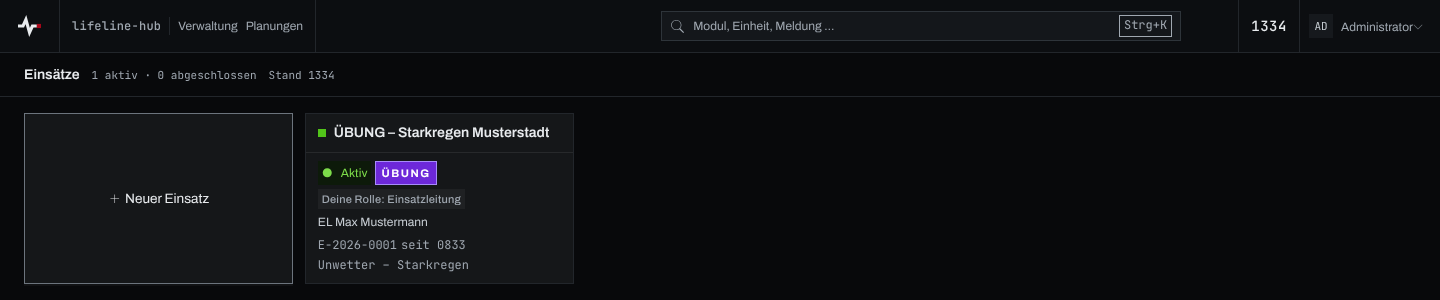 lifeline-hub Verwaltung Planungen Modul, Einheit, Meldung ... Strg+K 1334 AD Administrator
Einsätze 1 aktiv · 0 abgeschlossen Stand 1334
+ Neuer Einsatz
ÜBUNG – Starkregen Musterstadt
Aktiv ÜBUNG
Deine Rolle: Einsatzleitung
EL Max Mustermann
E-2026-0001 seit 0833
Unwetter – Starkregen